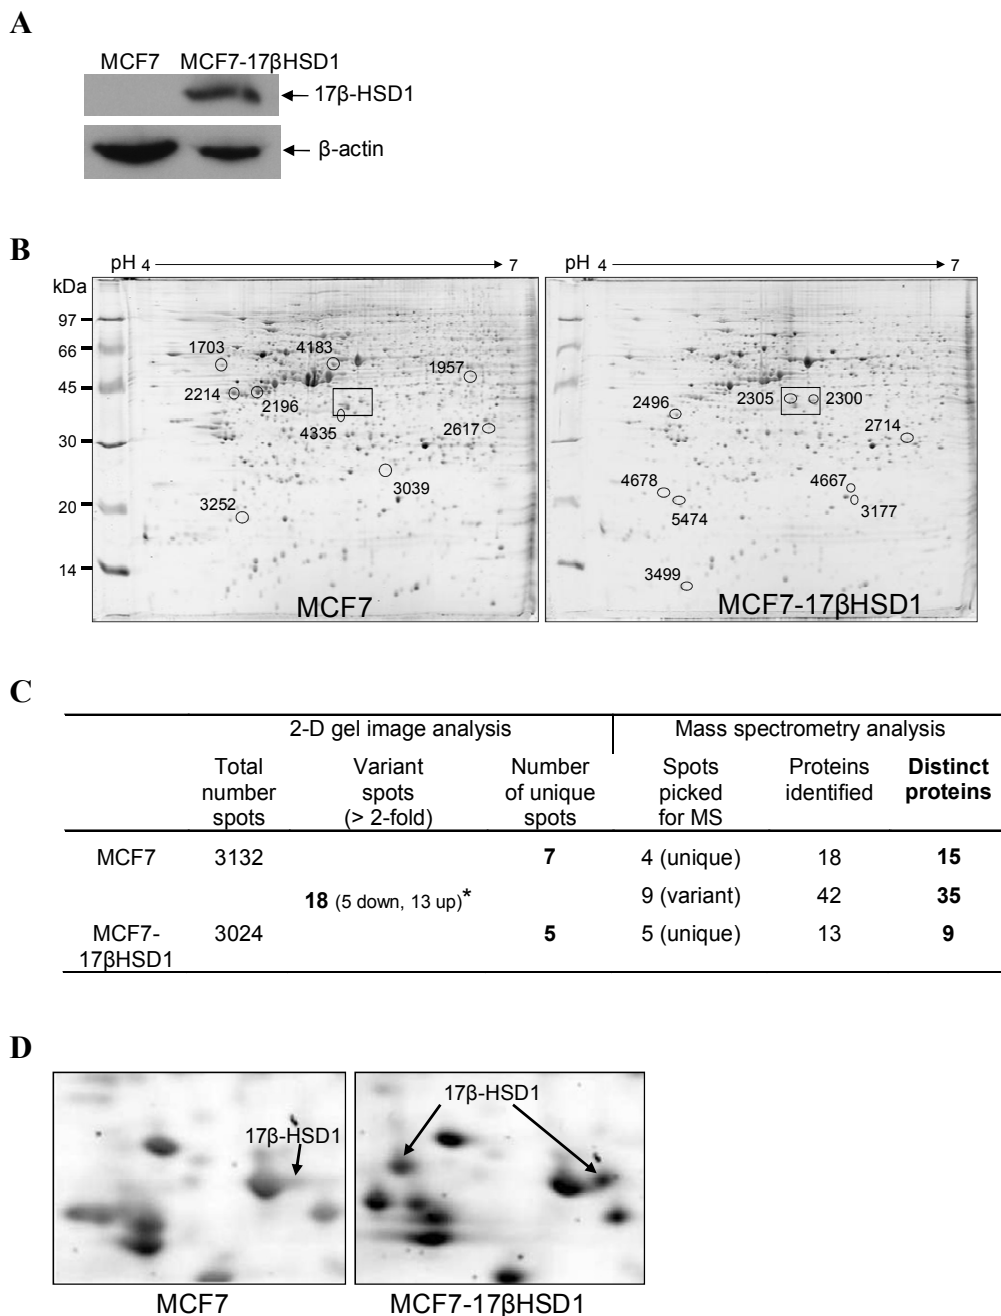 A
MCF7 MCF7-17βHSD1
17β-HSD1
β-actin
B
pH 4 7
pH 4 7
kDa
97
66
45
30
20
14
1703
4183
1957
2214
2196
4335
2617
3039
3252
MCF7
2305
2300
2496
2714
4678
4667
5474
3177
3499
MCF7-17βHSD1
C
2-D gel image analysis Mass spectrometry analysis
Total number spots
Variant spots (> 2-fold)
Number of unique spots
Spots picked for MS
Proteins identified
Distinct proteins
MCF7 3132 7 4 (unique) 18 15
18 (5 down, 13 up)* 9 (variant) 42 35
MCF7-17βHSD1 3024 5 5 (unique) 13 9
D
17β-HSD1
17β-HSD1
MCF7
MCF7-17βHSD1